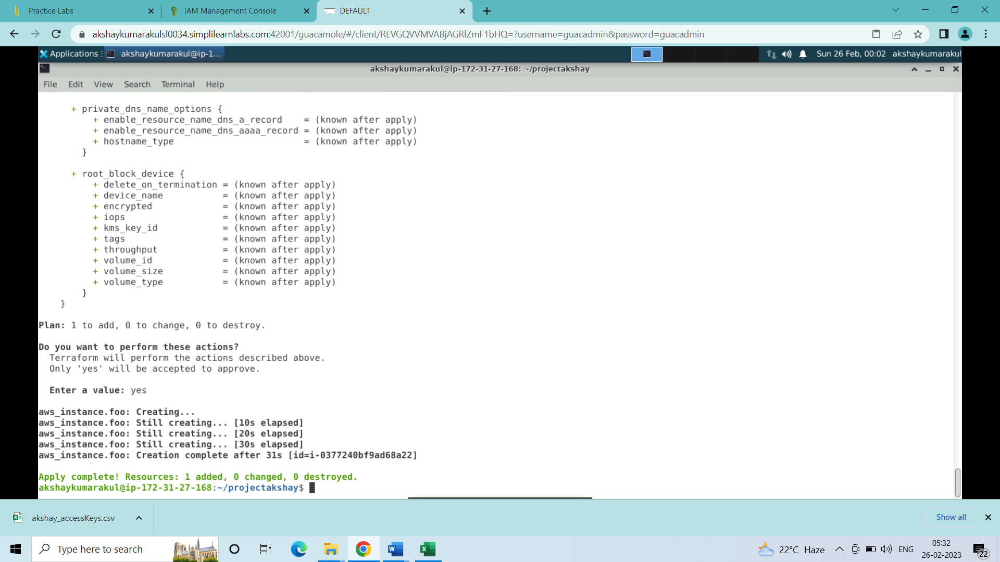 Practice Labs
IAM Management Console
DEFAULT
akshaykumarakulsl0034.simplilearnlabs.com:42001/guacamole/#/client/REVGQVVMVABjAGRlZmF1bHQ=?username=guacadmin&password=guacadmin
Applications
akshaykumarakul@ip-1...
Sun 26 Feb, 00:02 akshaykumarakul
akshaykumarakul@ip-172-31-27-168: ~/projectakshay
File Edit View Search Terminal Help
+ private_dns_name_options {
+ enable_resource_name_dns_a_record    = (known after apply)
+ enable_resource_name_dns_aaaa_record = (known after apply)
+ hostname_type                        = (known after apply)
}
+ root_block_device {
+ delete_on_termination = (known after apply)
+ device_name           = (known after apply)
+ encrypted             = (known after apply)
+ iops                  = (known after apply)
+ kms_key_id            = (known after apply)
+ tags                  = (known after apply)
+ throughput            = (known after apply)
+ volume_id             = (known after apply)
+ volume_size           = (known after apply)
+ volume_type           = (known after apply)
}
}
Plan: 1 to add, 0 to change, 0 to destroy.
Do you want to perform these actions?
Terraform will perform the actions described above.
Only 'yes' will be accepted to approve.
Enter a value: yes
aws_instance.foo: Creating...
aws_instance.foo: Still creating... [10s elapsed]
aws_instance.foo: Still creating... [20s elapsed]
aws_instance.foo: Still creating... [30s elapsed]
aws_instance.foo: Creation complete after 31s [id=i-0377240bf9ad68a22]
Apply complete! Resources: 1 added, 0 changed, 0 destroyed.
akshaykumarakul@ip-172-31-27-168:~/projectakshay$
akshay_accessKeys.csv
Show all
Type here to search
22°C Haze
ENG
05:32
26-02-2023
22